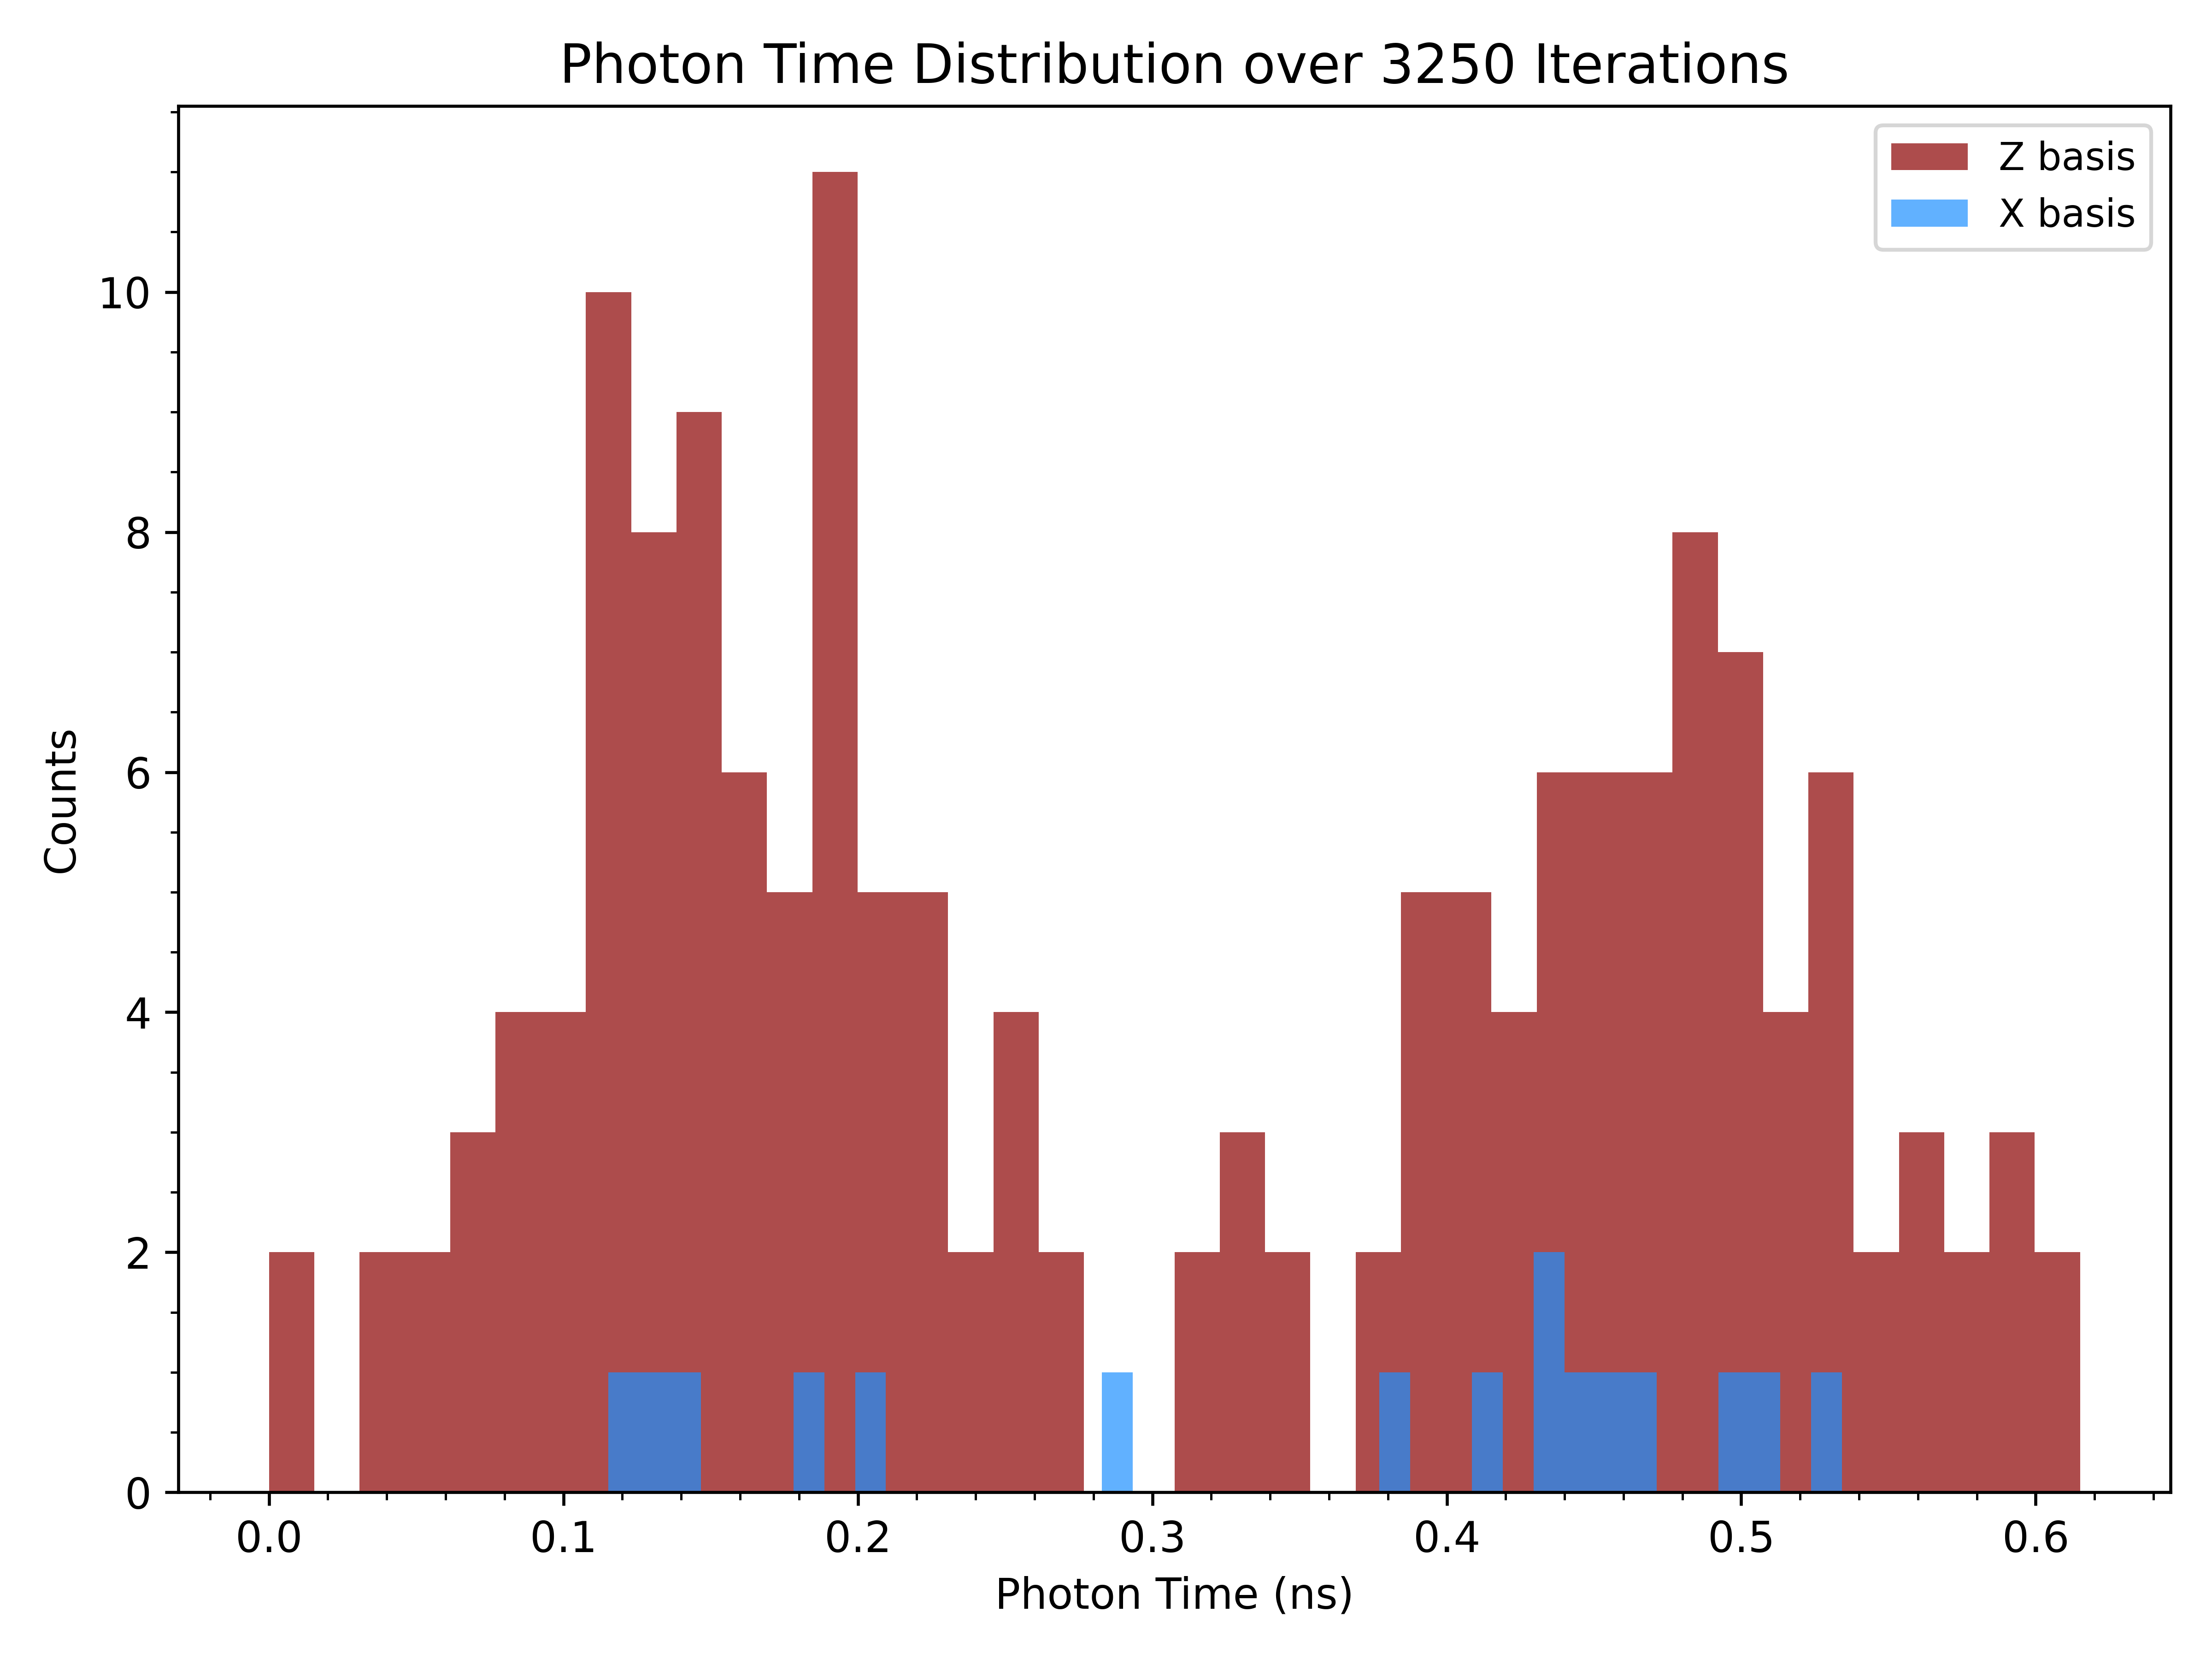 Photon Time Distribution over 3250 Iterations
Z basis
X basis
10
8
6
4
2
0
Counts
0.0 0.1 0.2 0.3 0.4 0.5 0.6
Photon Time (ns)